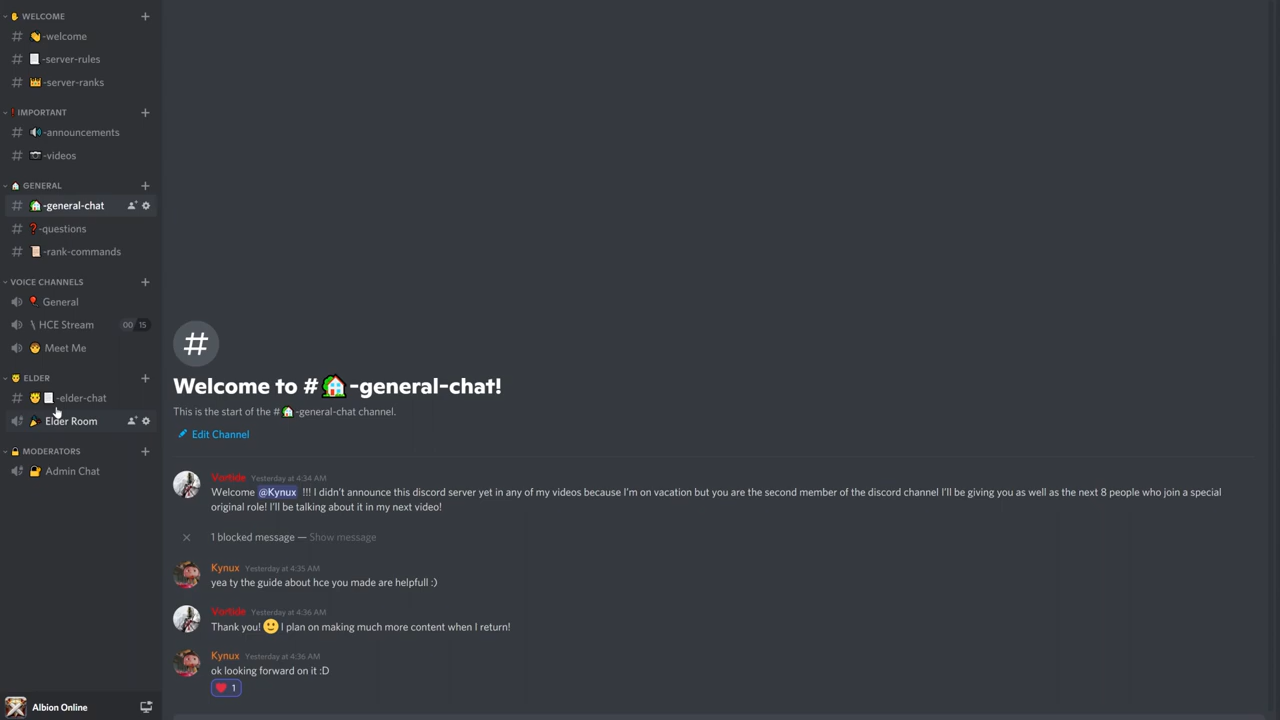 WELCOME
-welcome
-server-rules
-server-ranks
IMPORTANT
-announcements
-videos
GENERAL
-general-chat
-questions
-rank-commands
VOICE CHANNELS
General
\ HCE Stream 00 15
Meet Me
ELDER
-elder-chat
Elder Room
MODERATORS
Admin Chat
Albion Online
Welcome to # -general-chat!
This is the start of the # -general-chat channel.
Edit Channel
Vortide Yesterday at 4:34 AM
Welcome @Kynux !!! I didn't announce this discord server yet in any of my videos because I'm on vacation but you are the second member of the discord channel I'll be giving you as well as the next 8 people who join a special
original role! I'll be talking about it in my next video!
1 blocked message — Show message
Kynux Yesterday at 4:35 AM
yea ty the guide about hce you made are helpfull :)
Vortide Yesterday at 4:36 AM
Thank you! I plan on making much more content when I return!
Kynux Yesterday at 4:36 AM
ok looking forward on it :D
1